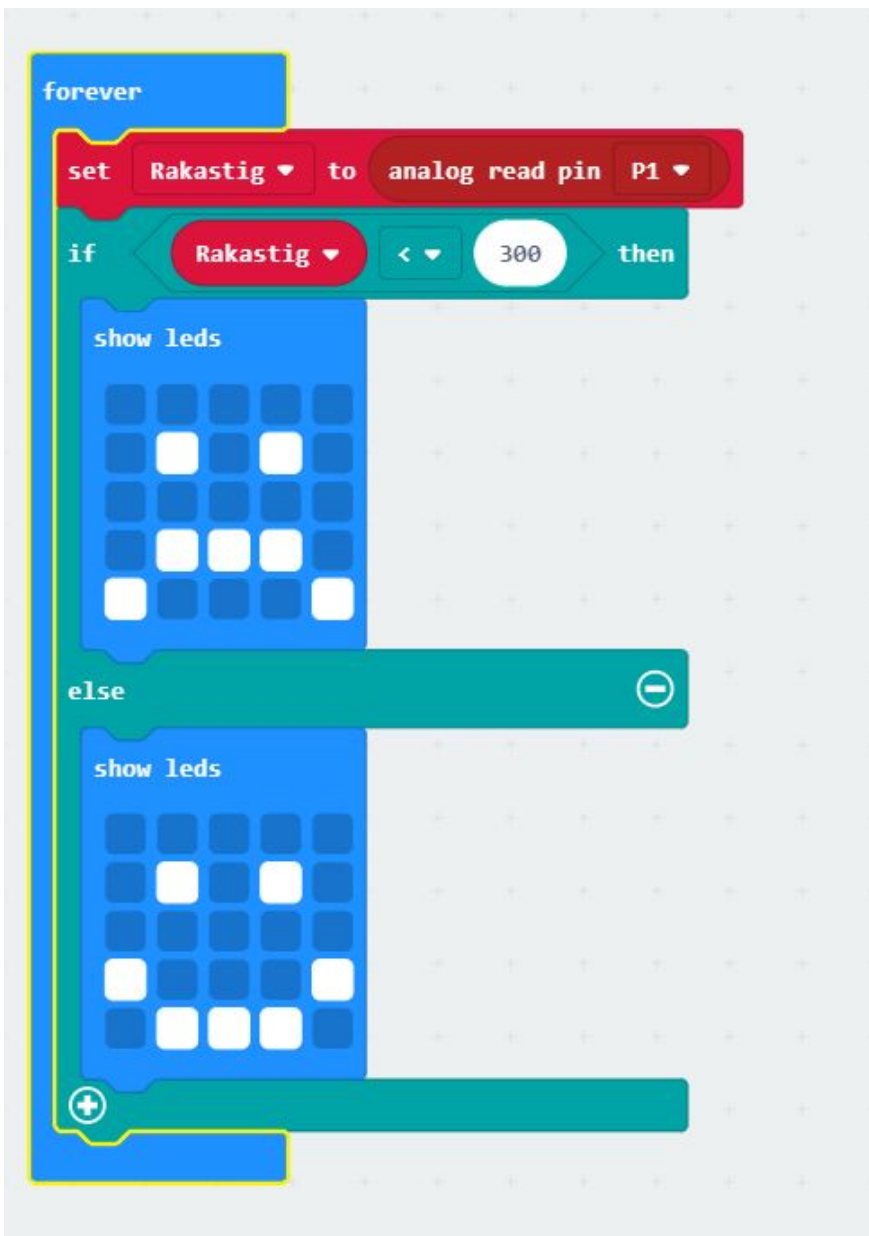 forever
set Rakastig to analog read pin P1
if Rakastig < 300 then
show leds
else
show leds